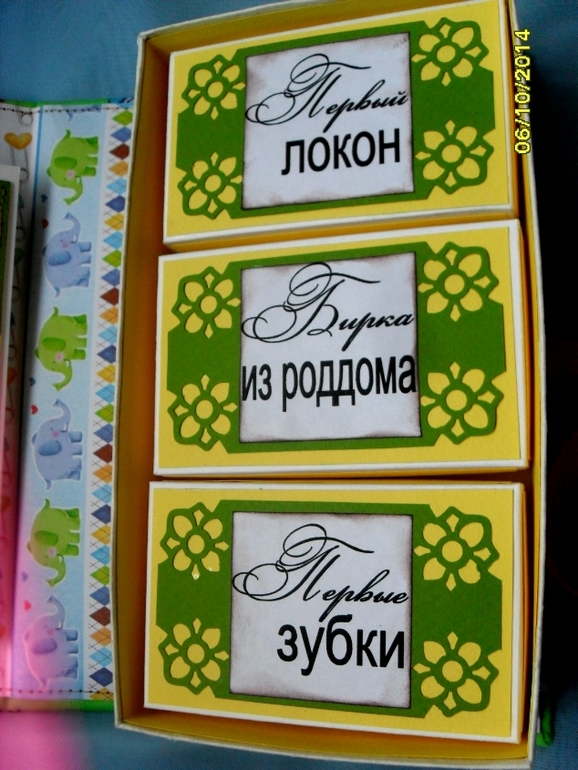 Первый
локон
Бирка
из роддома
Первые
зубки
06/10/2014